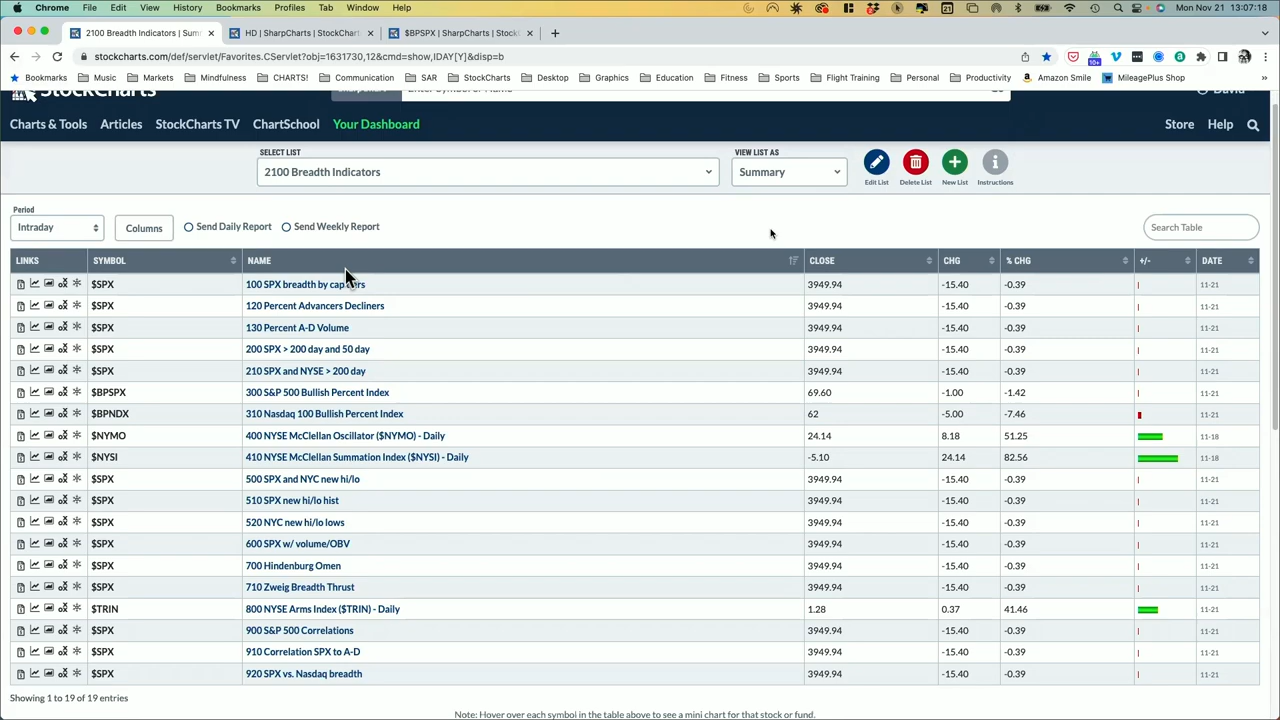 Chrome File Edit View History Bookmarks Profiles Tab Window Help Mon Nov 21 13:07:18
2100 Breadth Indicators | Sum HD | SharpCharts | StockChart $BPSPX | SharpCharts | StockC
stockcharts.com/def/servlet/Favorites.CServlet?obj=1631730,12&cmd=show,IDAY[Y]&disp=b
Bookmarks Music Markets Mindfulness CHARTS! Communication SAR StockCharts Desktop Graphics Education Fitness Sports Flight Training Personal Productivity Amazon Smile MileagePlus Shop
StockCharts David
Charts & Tools Articles StockCharts TV ChartSchool Your Dashboard Store Help
SELECT LIST VIEW LIST AS
2100 Breadth Indicators Summary
Edit List Delete List New List Instructions
Period
Intraday Columns Send Daily Report Send Weekly Report Search Table
LINKS SYMBOL NAME CLOSE CHG % CHG +/- DATE
$SPX 100 SPX breadth by cap 3949.94 -15.40 -0.39 11-21
$SPX 120 Percent Advancers Decliners 3949.94 -15.40 -0.39 11-21
$SPX 130 Percent A-D Volume 3949.94 -15.40 -0.39 11-21
$SPX 200 SPX > 200 day and 50 day 3949.94 -15.40 -0.39 11-21
$SPX 210 SPX and NYSE > 200 day 3949.94 -15.40 -0.39 11-21
$BPSPX 300 S&P 500 Bullish Percent Index 69.60 -1.00 -1.42 11-21
$BPNDX 310 Nasdaq 100 Bullish Percent Index 62 -5.00 -7.46 11-21
$NYMO 400 NYSE McClellan Oscillator ($NYMO) - Daily 24.14 8.18 51.25 11-18
$NYSI 410 NYSE McClellan Summation Index ($NYSI) - Daily -5.10 24.14 82.56 11-18
$SPX 500 SPX and NYC new hi/lo 3949.94 -15.40 -0.39 11-21
$SPX 510 SPX new hi/lo hist 3949.94 -15.40 -0.39 11-21
$SPX 520 NYC new hi/lo lows 3949.94 -15.40 -0.39 11-21
$SPX 600 SPX w/ volume/OBV 3949.94 -15.40 -0.39 11-21
$SPX 700 Hindenburg Omen 3949.94 -15.40 -0.39 11-21
$SPX 710 Zweig Breadth Thrust 3949.94 -15.40 -0.39 11-21
$TRIN 800 NYSE Arms Index ($TRIN) - Daily 1.28 0.37 41.46 11-21
$SPX 900 S&P 500 Correlations 3949.94 -15.40 -0.39 11-21
$SPX 910 Correlation SPX to A-D 3949.94 -15.40 -0.39 11-21
$SPX 920 SPX vs. Nasdaq breadth 3949.94 -15.40 -0.39 11-21
Showing 1 to 19 of 19 entries
Note: Hover over each symbol in the table above to see a mini chart for that stock or fund.